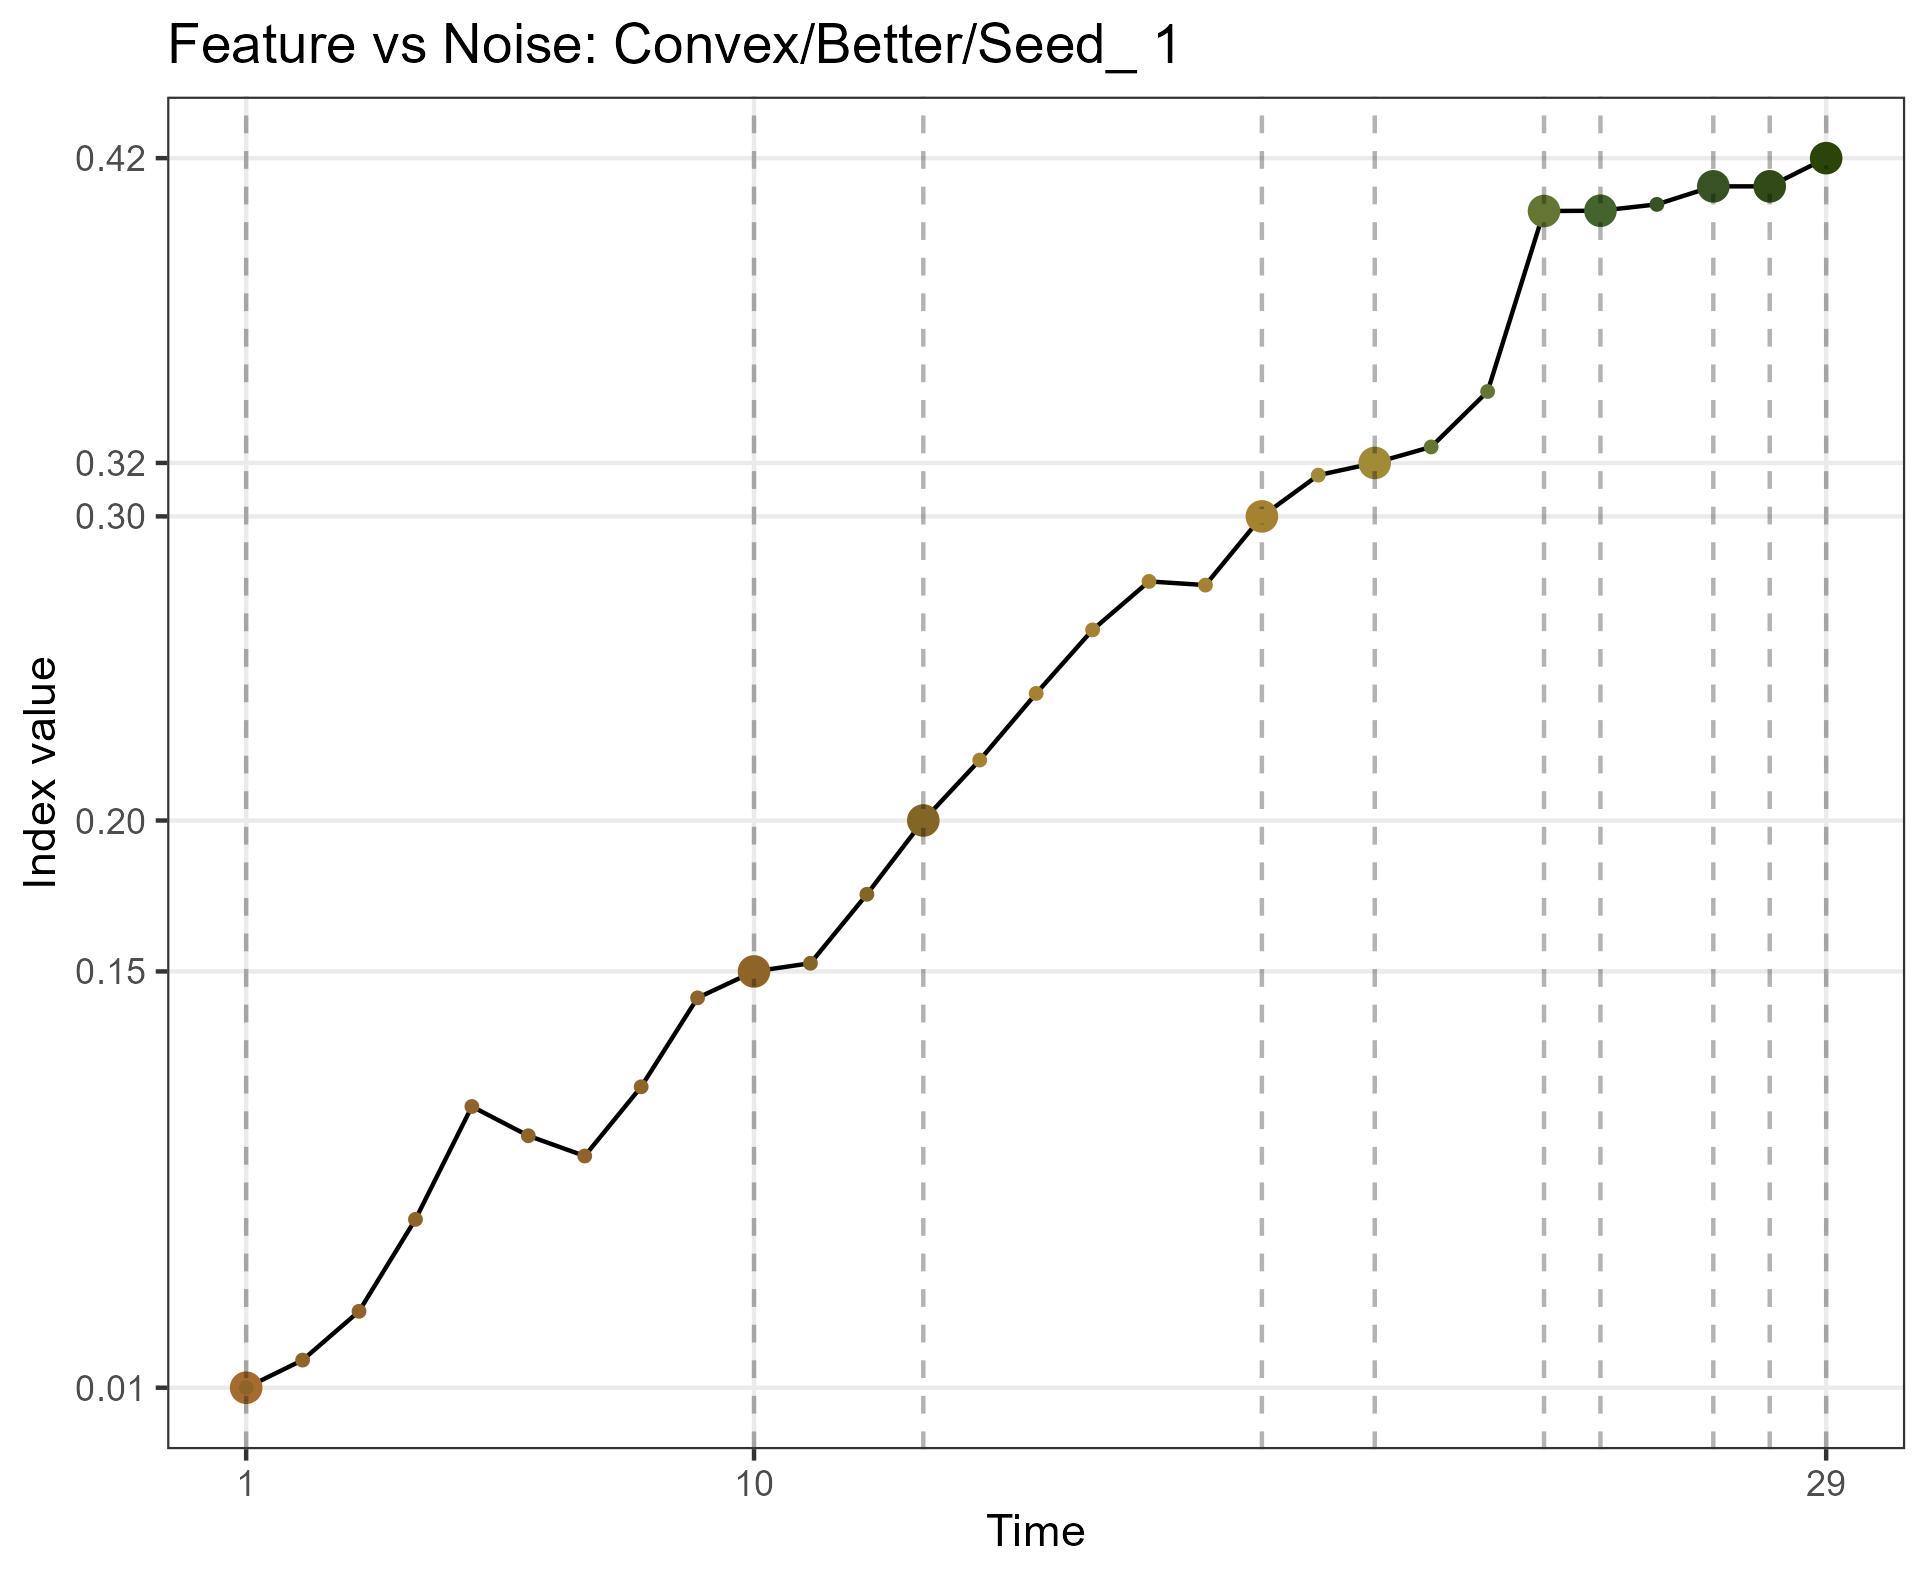 Feature vs Noise: Convex/Better/Seed_ 1
0.42
0.32
0.30
0.20
0.15
0.01
Index value
1 10 29
Time